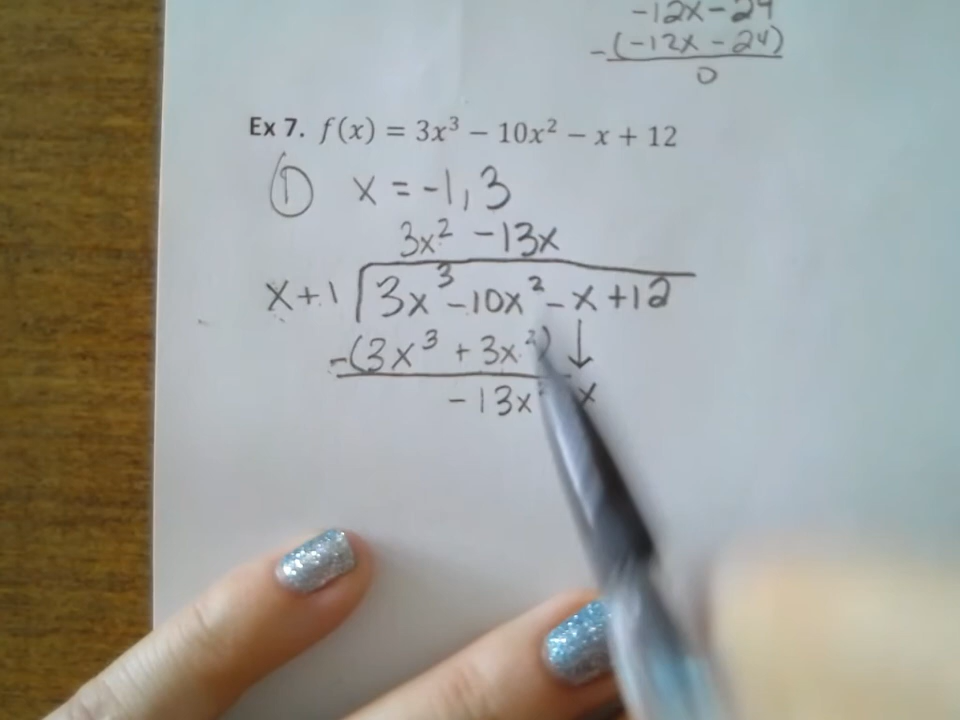 -12x - 24
-(-12x - 24)
0
Ex 7. f(x) = 3x³ − 10x² − x + 12
① x = -1, 3
3x² - 13x
x+1 3x³ -10x² - x +12
-(3x³ + 3x²) ↓
-13x x